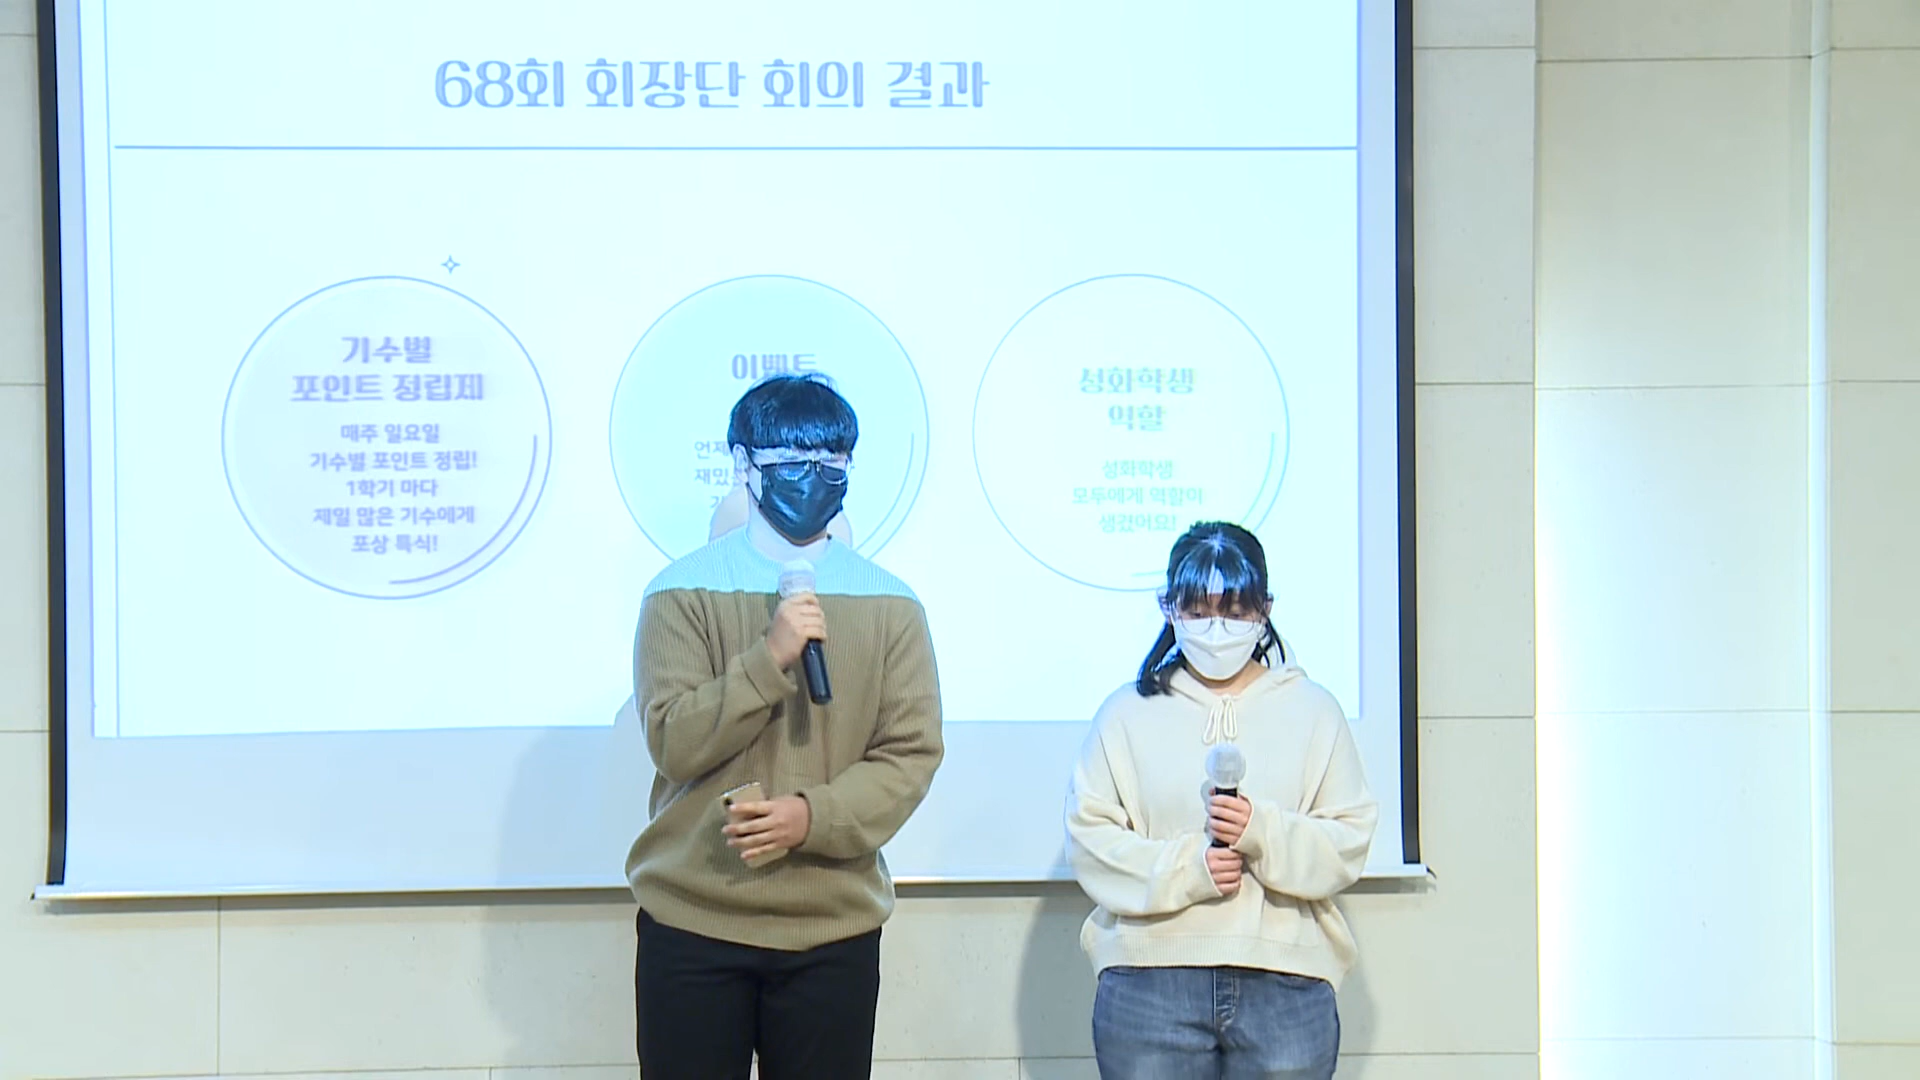 68회 회장단 회의 결과
기수별
포인트 정립제
매주 일요일
기수별 포인트 정립!
1학기 마다
제일 많은 기수에게
포상 특식!
이벤트
성화학생
역할
성화학생
모두에게 역할이
생겼어요!